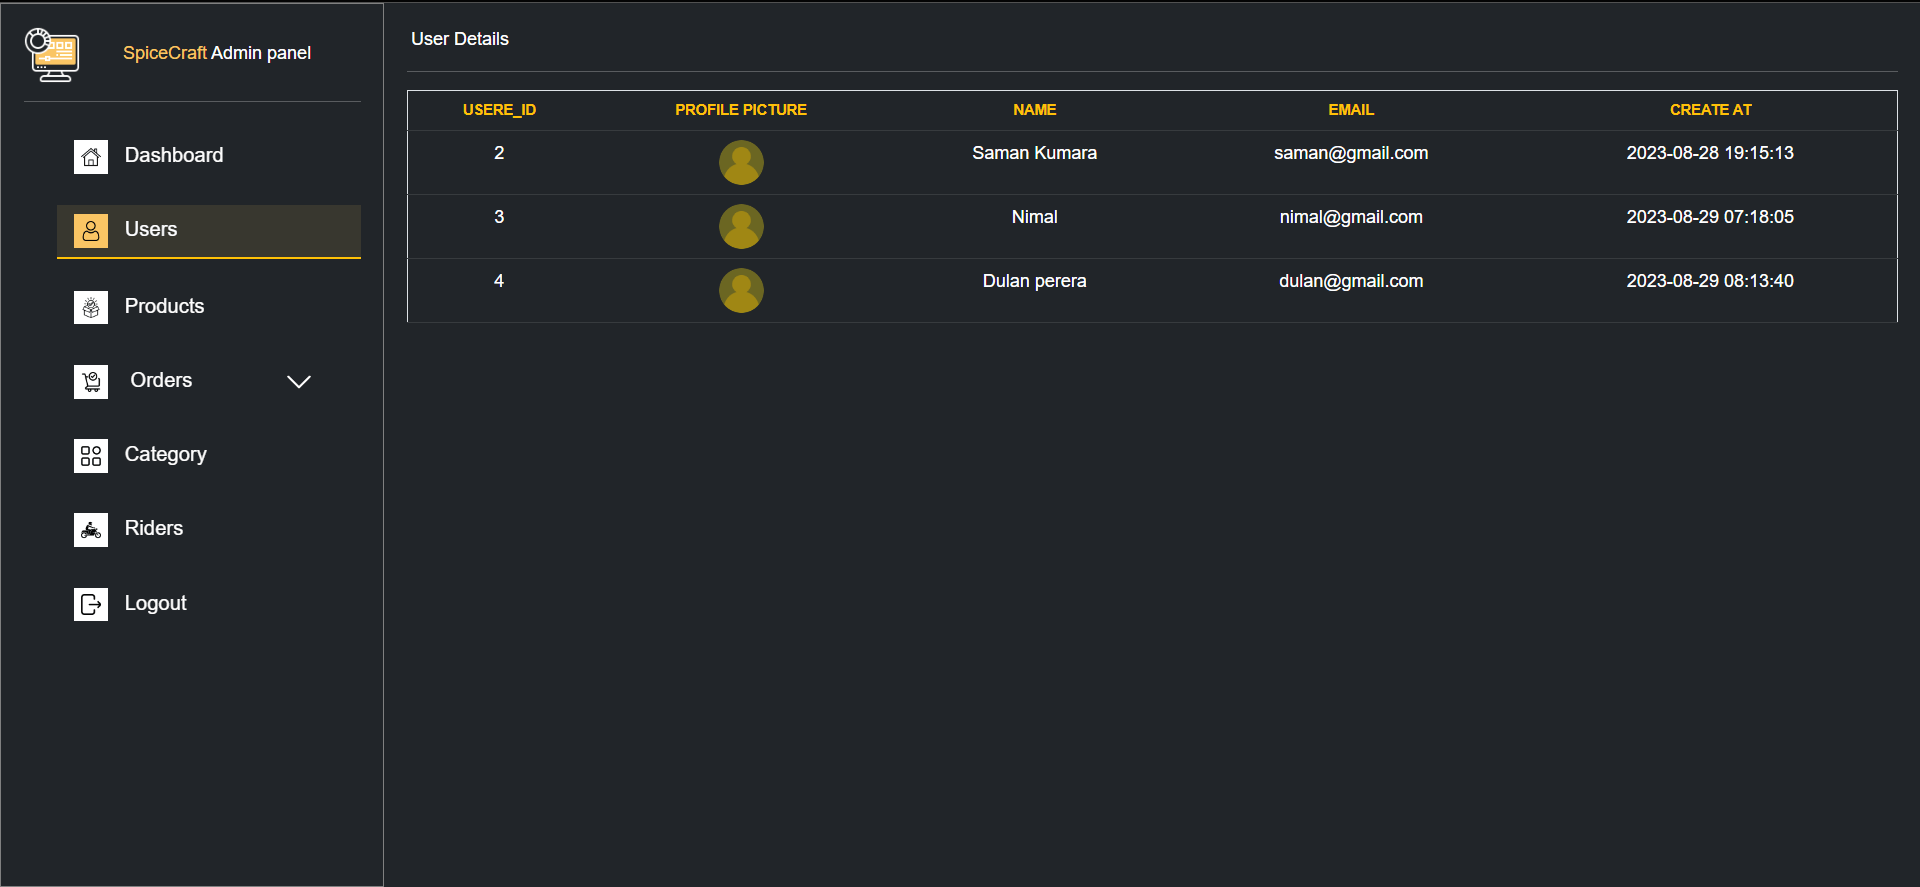 SpiceCraft Admin panel
Dashboard
Users
Products
Orders
Category
Riders
Logout
User Details
USERE_ID PROFILE PICTURE NAME EMAIL CREATE AT
2 Saman Kumara saman@gmail.com 2023-08-28 19:15:13
3 Nimal nimal@gmail.com 2023-08-29 07:18:05
4 Dulan perera dulan@gmail.com 2023-08-29 08:13:40